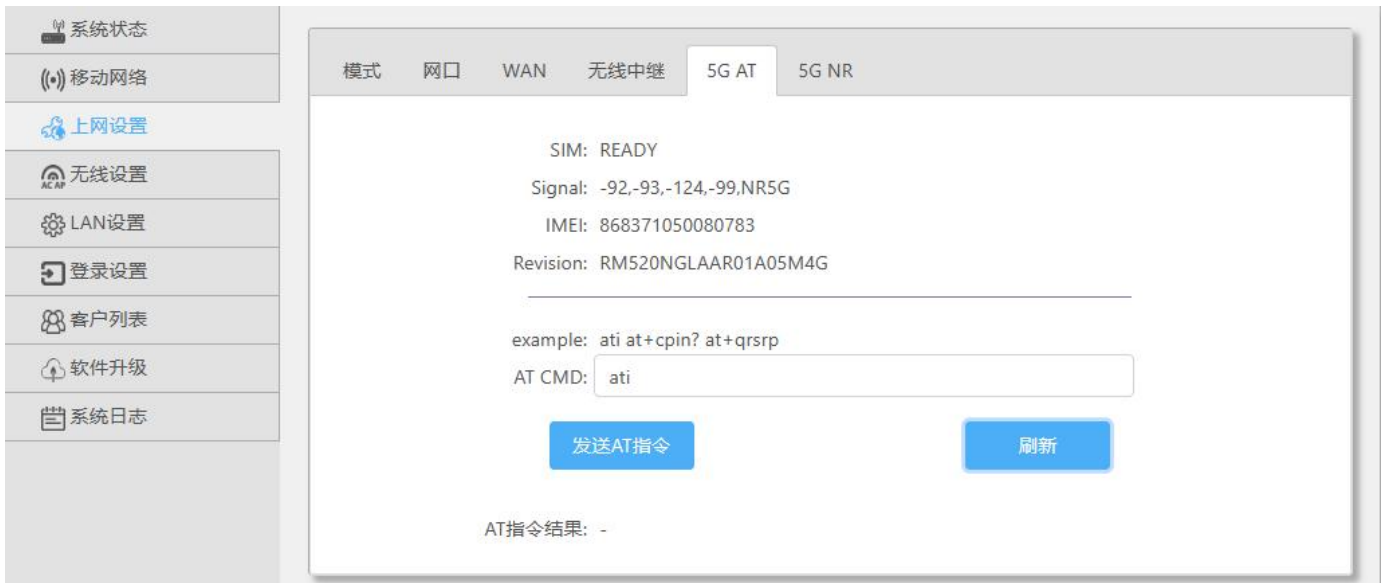 系统状态
移动网络
上网设置
AC AP 无线设置
LAN设置
登录设置
客户列表
软件升级
系统日志
模式 网口 WAN 无线中继 5G AT 5G NR
SIM: READY
Signal: -92,-93,-124,-99,NR5G
IMEI: 868371050080783
Revision: RM520NGLAAR01A05M4G
example: ati at+cpin? at+qrsrp
AT CMD: ati
发送AT指令 刷新
AT指令结果: -